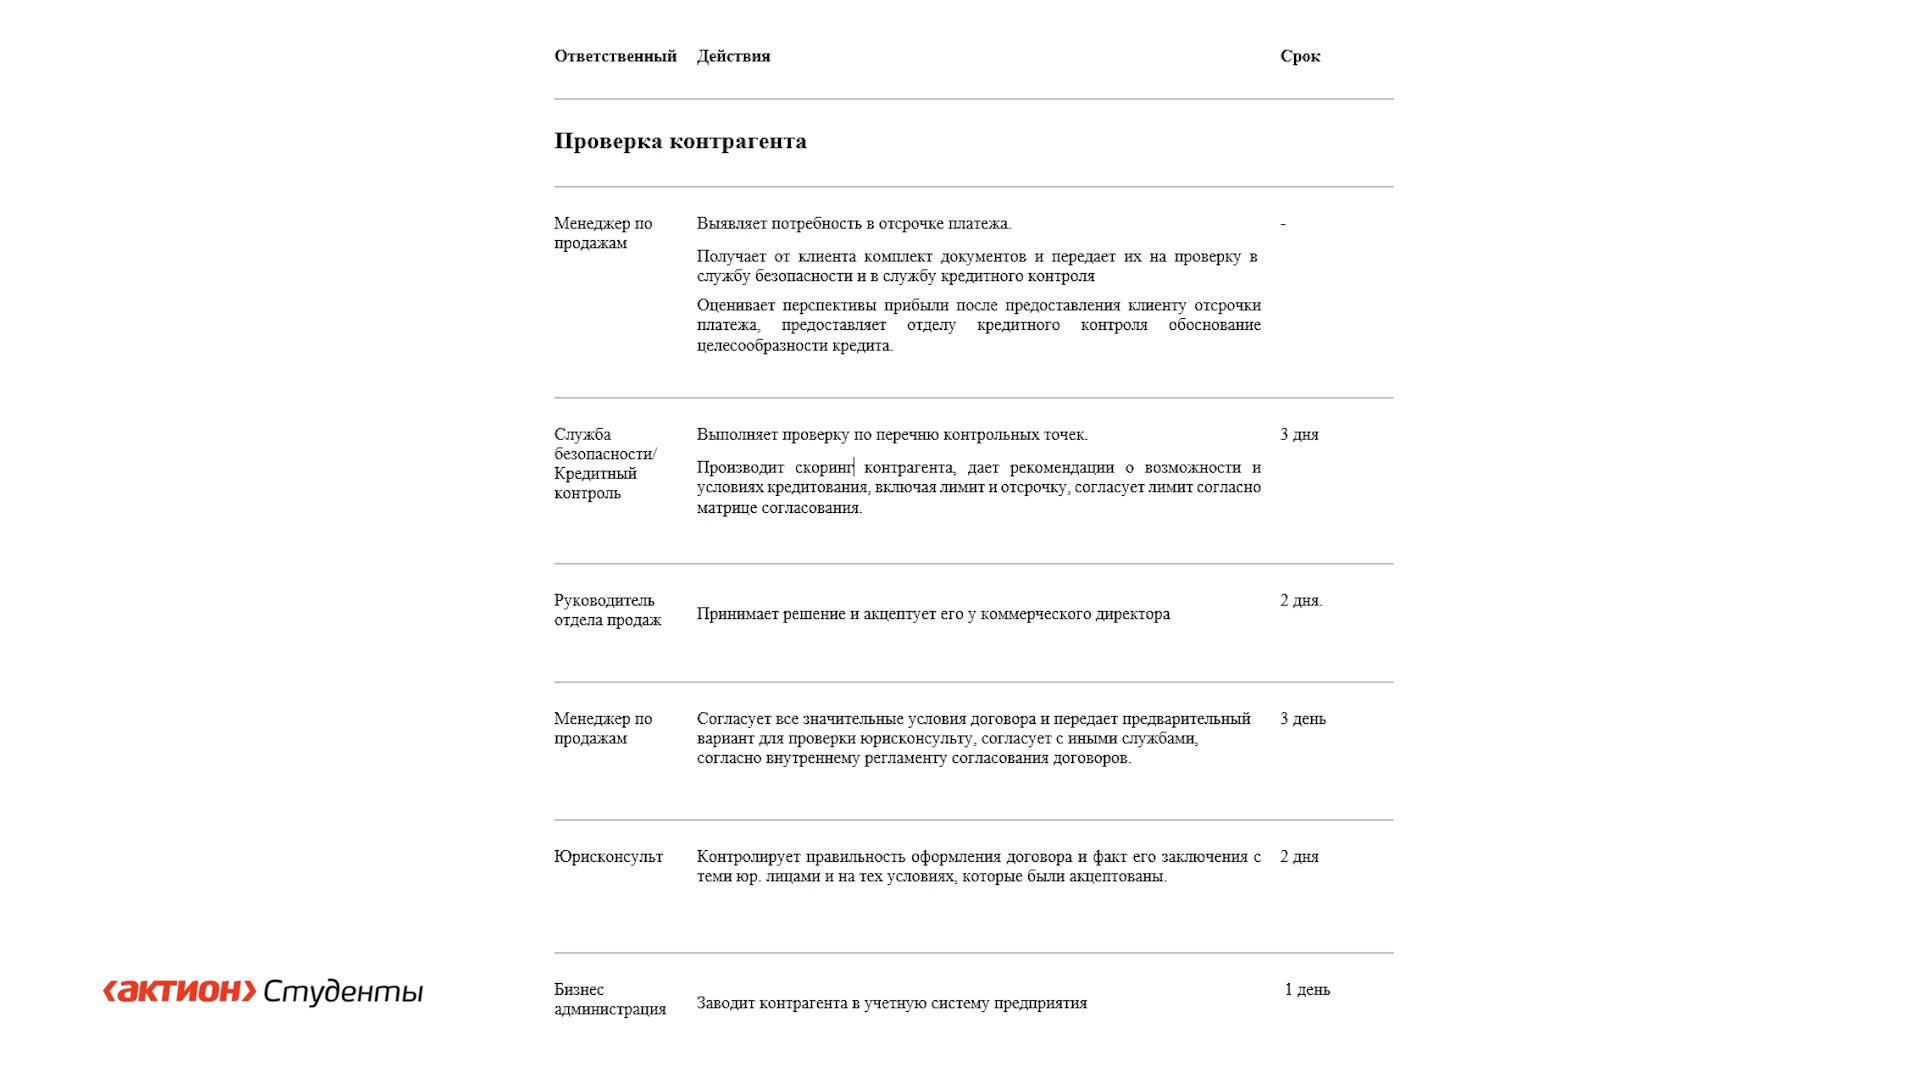 Ответственный Действия Срок
Проверка контрагента
Менеджер по Выявляет потребность в отсрочке платежа. -
продажам
Получает от клиента комплект документов и передает их на проверку в
службу безопасности и в службу кредитного контроля
Оценивает перспективы прибыли после предоставления клиенту отсрочки
платежа, предоставляет отделу кредитного контроля обоснование
целесообразности кредита.
Служба Выполняет проверку по перечню контрольных точек. 3 дня
безопасности/
Кредитный
контроль
Производит скоринг контрагента, дает рекомендации о возможности и
условиях кредитования, включая лимит и отсрочку, согласует лимит согласно
матрице согласования.
Руководитель 2 дня.
отдела продаж
Принимает решение и акцептует его у коммерческого директора
Менеджер по Согласует все значительные условия договора и передает предварительный 3 день
продажам вариант для проверки юрисконсульту, согласует с иными службами,
согласно внутреннему регламенту согласования договоров.
Юрисконсульт Контролирует правильность оформления договора и факт его заключения с 2 дня
теми юр. лицами и на тех условиях, которые были акцептованы.
Бизнес 1 день
администрация
Заводит контрагента в учетную систему предприятия
‹актион› Студенты